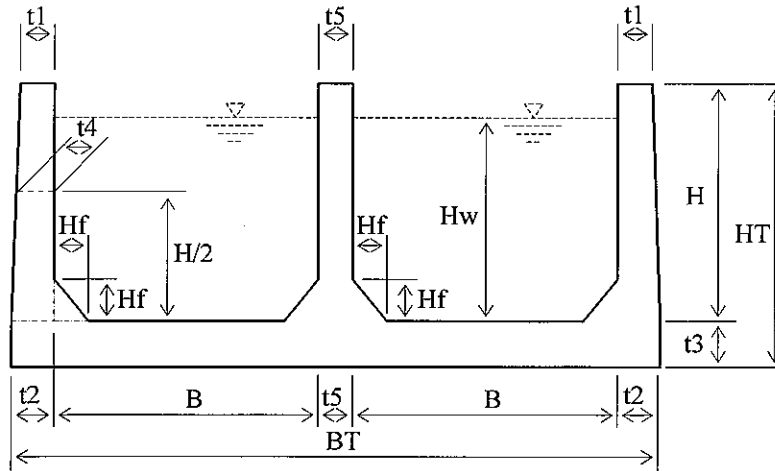 t1 t5 t1
t4
Hf H/2 Hf Hw H HT
Hf Hf
t3
t2 B t5 B t2
BT